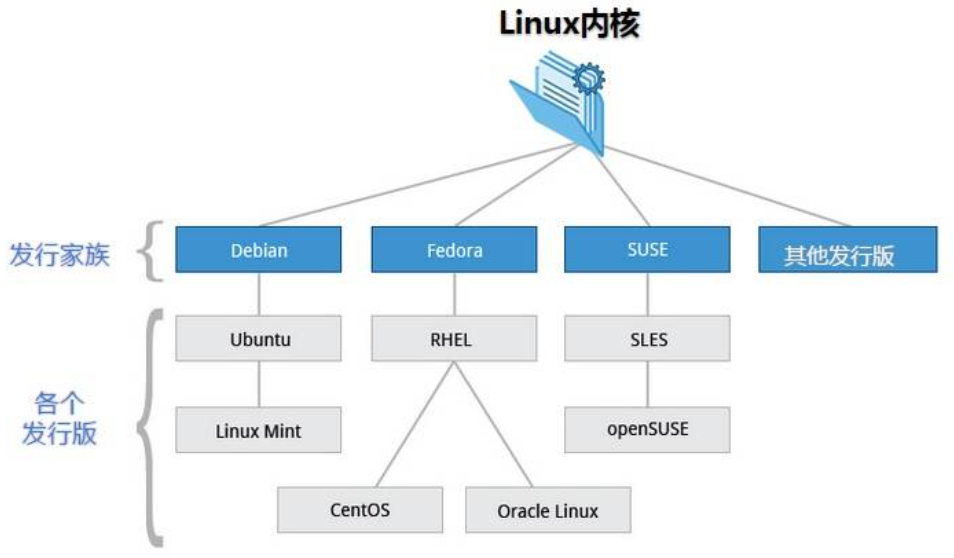 Linux内核
发行家族
Debian
Fedora
SUSE
其他发行版
各个
发行版
Ubuntu
RHEL
SLES
Linux Mint
openSUSE
CentOS
Oracle Linux